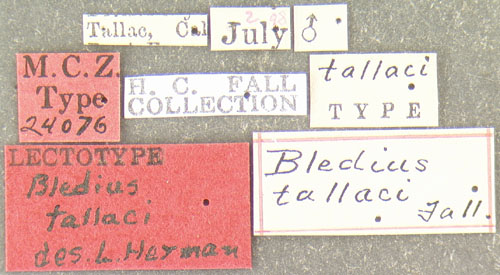 Tallac, Cal
July
♂
M.C.Z.
Type
24076
H. C. FALL
COLLECTION
tallaci
TYPE
LECTOTYPE
Bledius
tallaci
des. L. Herman
Bledius
tallaci
Fall.